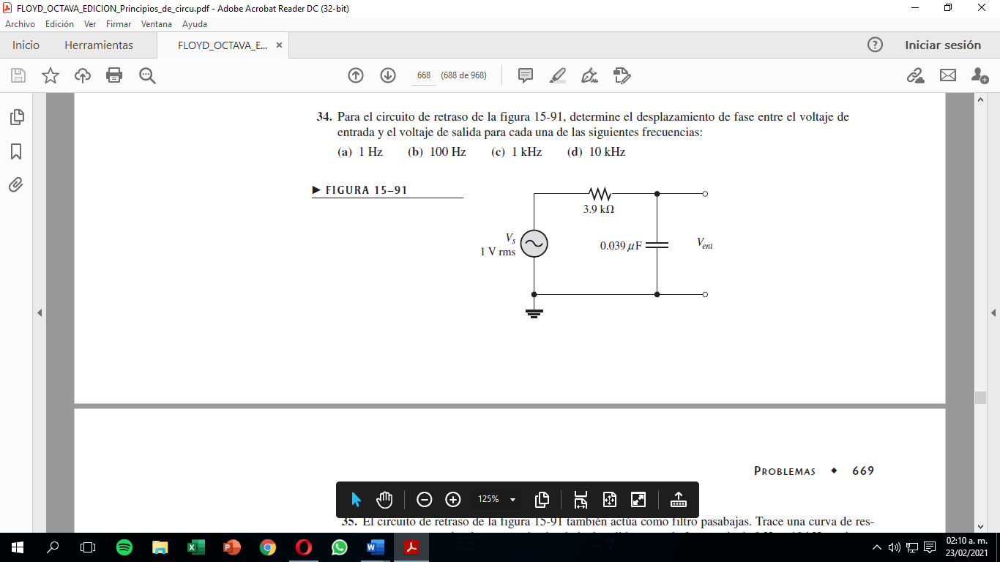 FLOYD_OCTAVA_EDICION_Principios_de_circu.pdf - Adobe Acrobat Reader DC (32-bit)
Archivo Edición Ver Firmar Ventana Ayuda
Inicio Herramientas FLOYD_OCTAVA_E... × ? Iniciar sesión
668 (688 de 968)
34. Para el circuito de retraso de la figura 15-91, determine el desplazamiento de fase entre el voltaje de
entrada y el voltaje de salida para cada una de las siguientes frecuencias:
(a) 1 Hz (b) 100 Hz (c) 1 kHz (d) 10 kHz
► FIGURA 15–91
3.9 kΩ
Vs
1 V rms
0.039 μF
Vent
PROBLEMAS ◆ 669
125%
35. El circuito de retraso de la figura 15-91 también actúa como filtro pasabajas. Trace una curva de res-
02:10 a. m.
23/02/2021